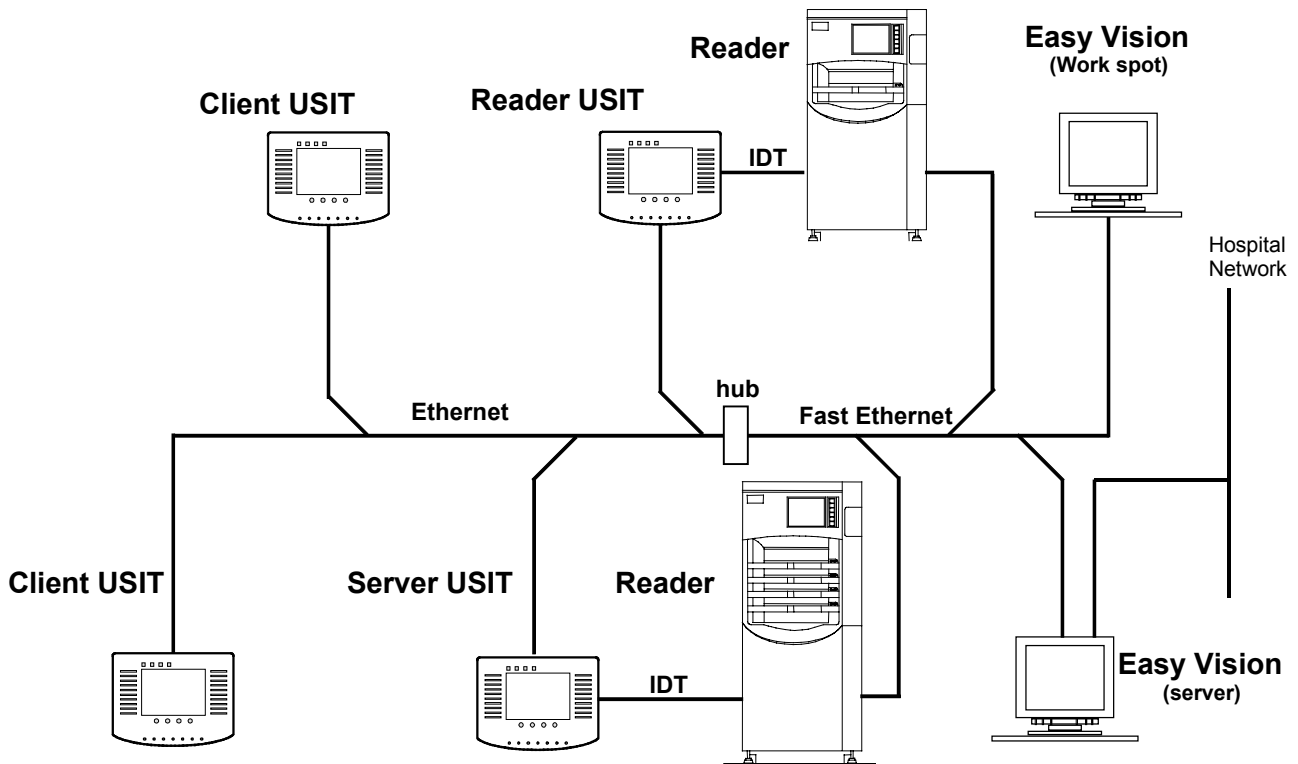 Reader
Easy Vision
(Work spot)
Client USIT
Reader USIT
IDT
Hospital
Network
hub
Ethernet
Fast Ethernet
Client USIT
Server USIT
Reader
IDT
Easy Vision
(server)